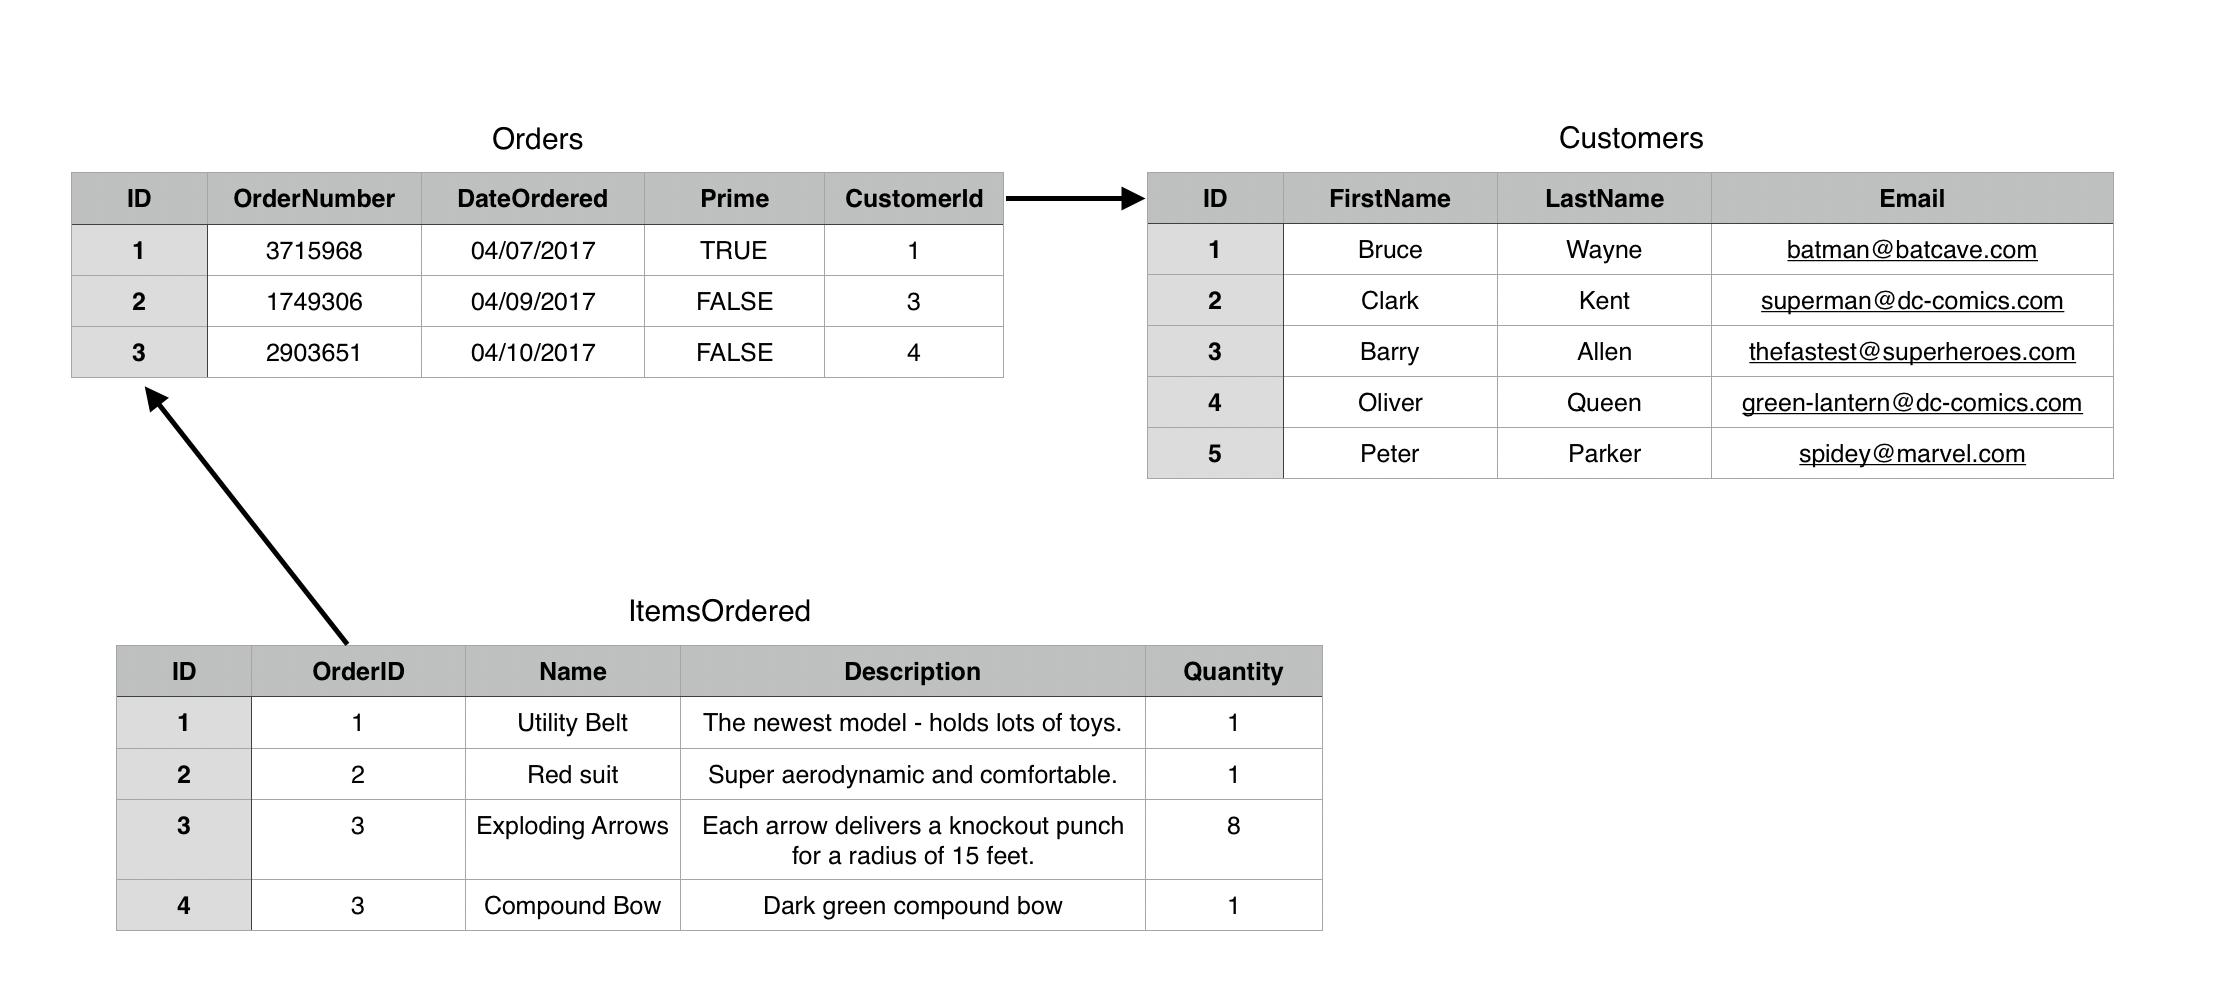 Orders
ID OrderNumber DateOrdered Prime CustomerId
1 3715968 04/07/2017 TRUE 1
2 1749306 04/09/2017 FALSE 3
3 2903651 04/10/2017 FALSE 4
Customers
ID FirstName LastName Email
1 Bruce Wayne batman@batcave.com
2 Clark Kent superman@dc-comics.com
3 Barry Allen thefastest@superheroes.com
4 Oliver Queen green-lantern@dc-comics.com
5 Peter Parker spidey@marvel.com
ItemsOrdered
ID OrderID Name Description Quantity
1 1 Utility Belt The newest model - holds lots of toys. 1
2 2 Red suit Super aerodynamic and comfortable. 1
3 3 Exploding Arrows Each arrow delivers a knockout punch 8
for a radius of 15 feet.
4 3 Compound Bow Dark green compound bow 1